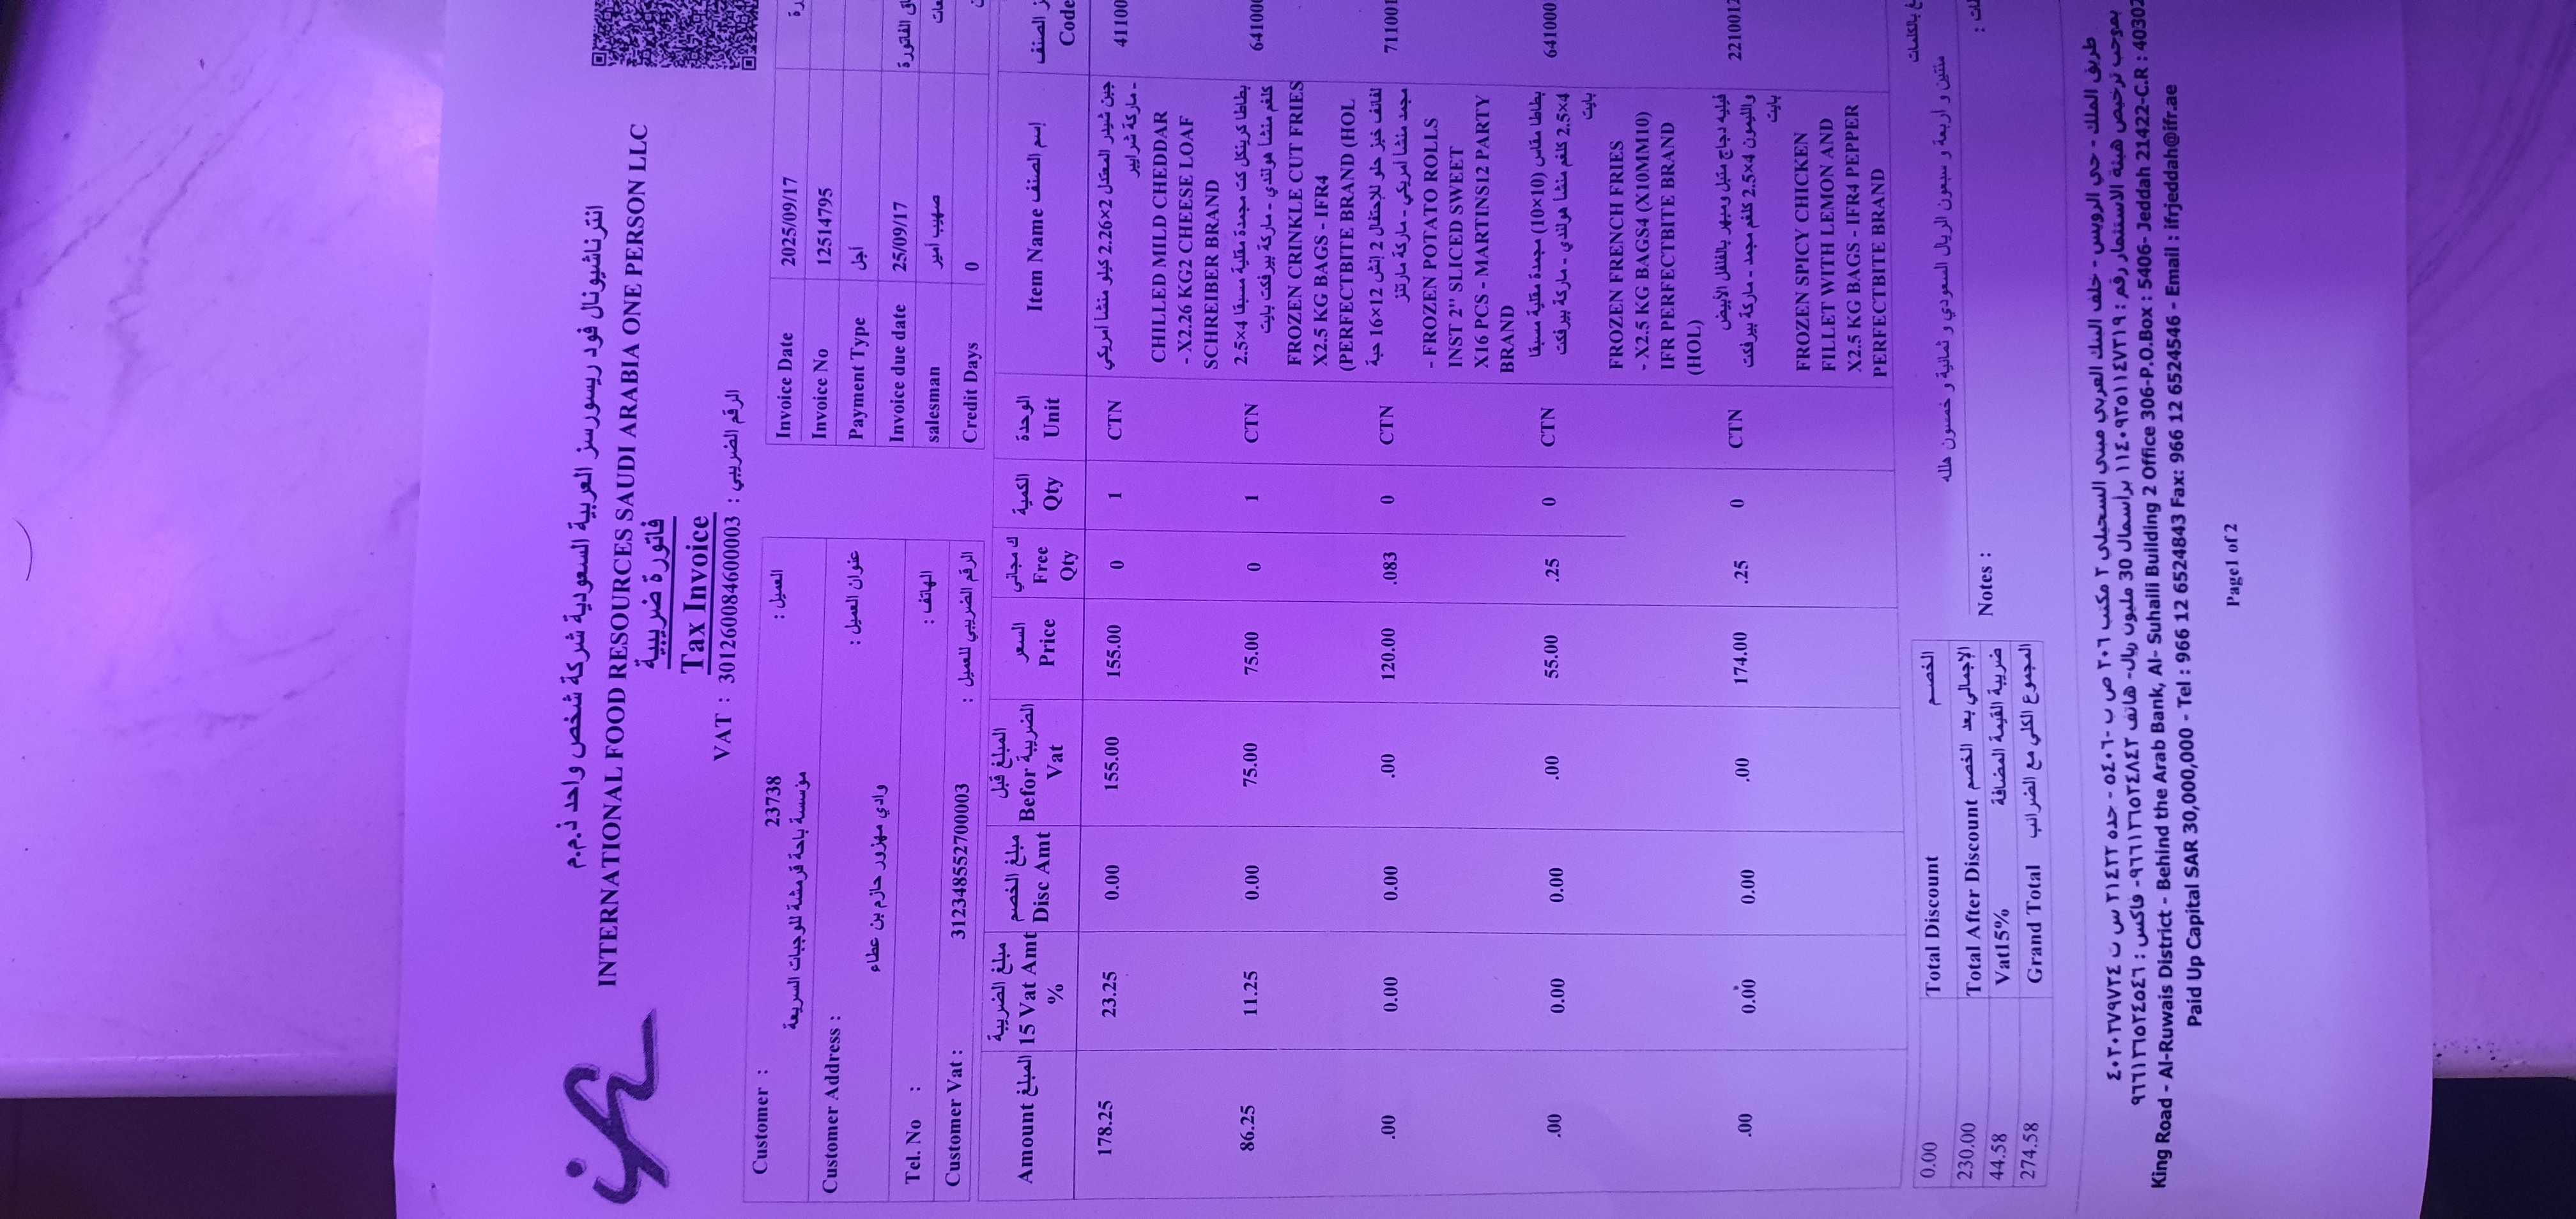 ifr
انترناشيونال فود ريسورسز العربية السعودية شركة شخص واحد ذ.م.م
INTERNATIONAL FOOD RESOURCES SAUDI ARABIA ONE PERSON LLC
فاتورة ضريبية
Tax Invoice
VAT : 301260084600003 : الرقم الضريبي
Customer : 23738 العميل :
مؤسسة باحة قرمشة للوجبات السريعة
Customer Address : عنوان العميل :
وادي مهزور حازم بن عطاء
Tel. No : الهاتف :
Customer Vat : 312348552700003 الرقم الضريبي للعميل :
Invoice Date 2025/09/17
Invoice No 12514795
Payment Type أجل
Invoice due date 25/09/17 الفاتورة
salesman صهيب أمير
Credit Days 0
المبلغ Amount مبلغ الضريبة 15 Vat Amt % مبلغ الخصم Disc Amt المبلغ قبل الضريبة Befor Vat السعر Price ك مجاني Free Qty الكمية Qty الوحدة Unit إسم الصنف Item Name الصنف Code
178.25 23.25 0.00 155.00 155.00 0 1 CTN جبن شيدر المعتدل 2×2.26 كيلو منشأ أمريكي 41100
- ماركة شرايبر
CHILLED MILD CHEDDAR
- X2.26 KG2 CHEESE LOAF
SCHREIBER BRAND
86.25 11.25 0.00 75.00 75.00 0 1 CTN بطاطا كرينكل كت مجمدة مقلية مسبقا 4×2.5 64100
كلغم منشأ هولندي - ماركة بيرفكت بايت
FROZEN CRINKLE CUT FRIES
X2.5 KG BAGS - IFR4
(PERFECTBITE BRAND (HOL
.00 0.00 0.00 .00 120.00 .083 0 CTN لفائف خبز حلو للإحتفال 2 إنش 12×16 حبة 711001
مجمد منشأ أمريكي - ماركة مارتنز
- FROZEN POTATO ROLLS
INST 2" SLICED SWEET
X16 PCS - MARTINS12 PARTY
BRAND
.00 0.00 0.00 .00 55.00 .25 0 CTN بطاطا مقاس (10×10) مجمدة مقلية مسبقا 641000
4×2.5 كلغم منشأ هولندي - ماركة بيرفكت
بايت
FROZEN FRENCH FRIES
- X2.5 KG BAGS4 (X10MM10)
IFR PERFECTBITE BRAND
(HOL)
.00 0.00 0.00 .00 174.00 .25 0 CTN فيليه دجاج متبل ومبهر بالفلفل الأبيض 2210012
والليمون 4×2.5 كلغم مجمد - ماركة بيرفكت
بايت
FROZEN SPICY CHICKEN
FILLET WITH LEMON AND
X2.5 KG BAGS - IFR4 PEPPER
PERFECTBITE BRAND
0.00 Total Discount الخصم
230.00 Total After Discount الإجمالي بعد الخصم
44.58 Vat15% ضريبة القيمة المضافة
274.58 Grand Total المجموع الكلي مع الضرائب
بالكلمات
منتين و أربعة و سبعون الريال السعودي و ثمانية و خمسون هلله
Notes :
طريق الملك - حي الرويس - خلف البنك العربي مبني السحيلي ٢ مكتب ٢٠٦ ص ب -٥٤٠٦ - جده ٢١٤٢٢ س ت ٤٠٣٠٢٧٩٧٢٤
بموجب ترخيص هيئة الاستثمار رقم : ١١٤٠٩٣٥١١٤٧٣١٩ برأسمال 30 مليون ريال- هاتف ٩٦٦١٢٦٥٢٤٨٤٣- فاكس : ٩٦٦١٢٦٥٢٤٥٤٦
King Road - Al-Ruwais District - Behind the Arab Bank, Al- Suhaili Building 2 Office 306-P.O.Box : 5406- Jeddah 21422-C.R : 40302
Paid Up Capital SAR 30,000,000 - Tel : 966 12 6524843 Fax: 966 12 6524546 - Email : ifrjeddah@ifr.ae
Page1 of 2